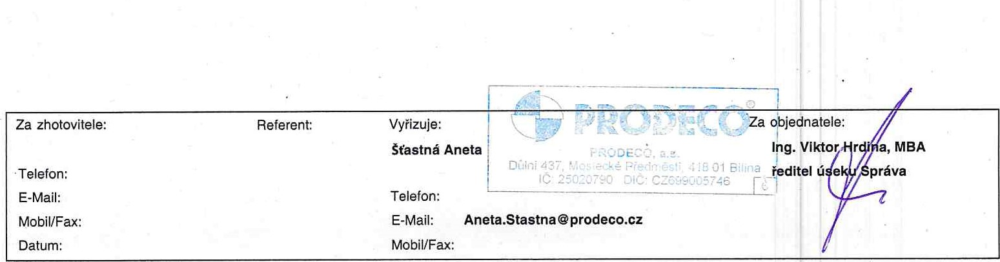 Za zhotovitele:
Referent:
Vyřizuje:
Šťastná Aneta
Telefon:
E-Mail:
Mobil/Fax:
Datum:
Telefon:
E-Mail: Aneta.Stastna@prodeco.cz
Mobil/Fax:
PRODECO®
PRODECO, a.s.
Důlní 437, Mostecké Předměstí, 418 01 Bílina
IČ: 25020790 DIČ: CZ699005746
6
Za objednatele:
Ing. Viktor Hrdina, MBA
ředitel úseku Správa